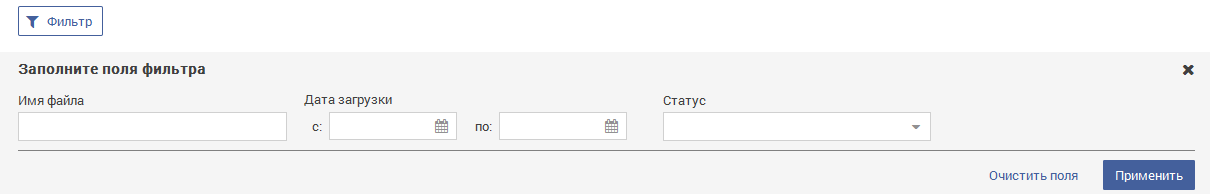 Фильтр
Заполните поля фильтра
Имя файла Дата загрузки Статус
с: по:
Очистить поля Применить